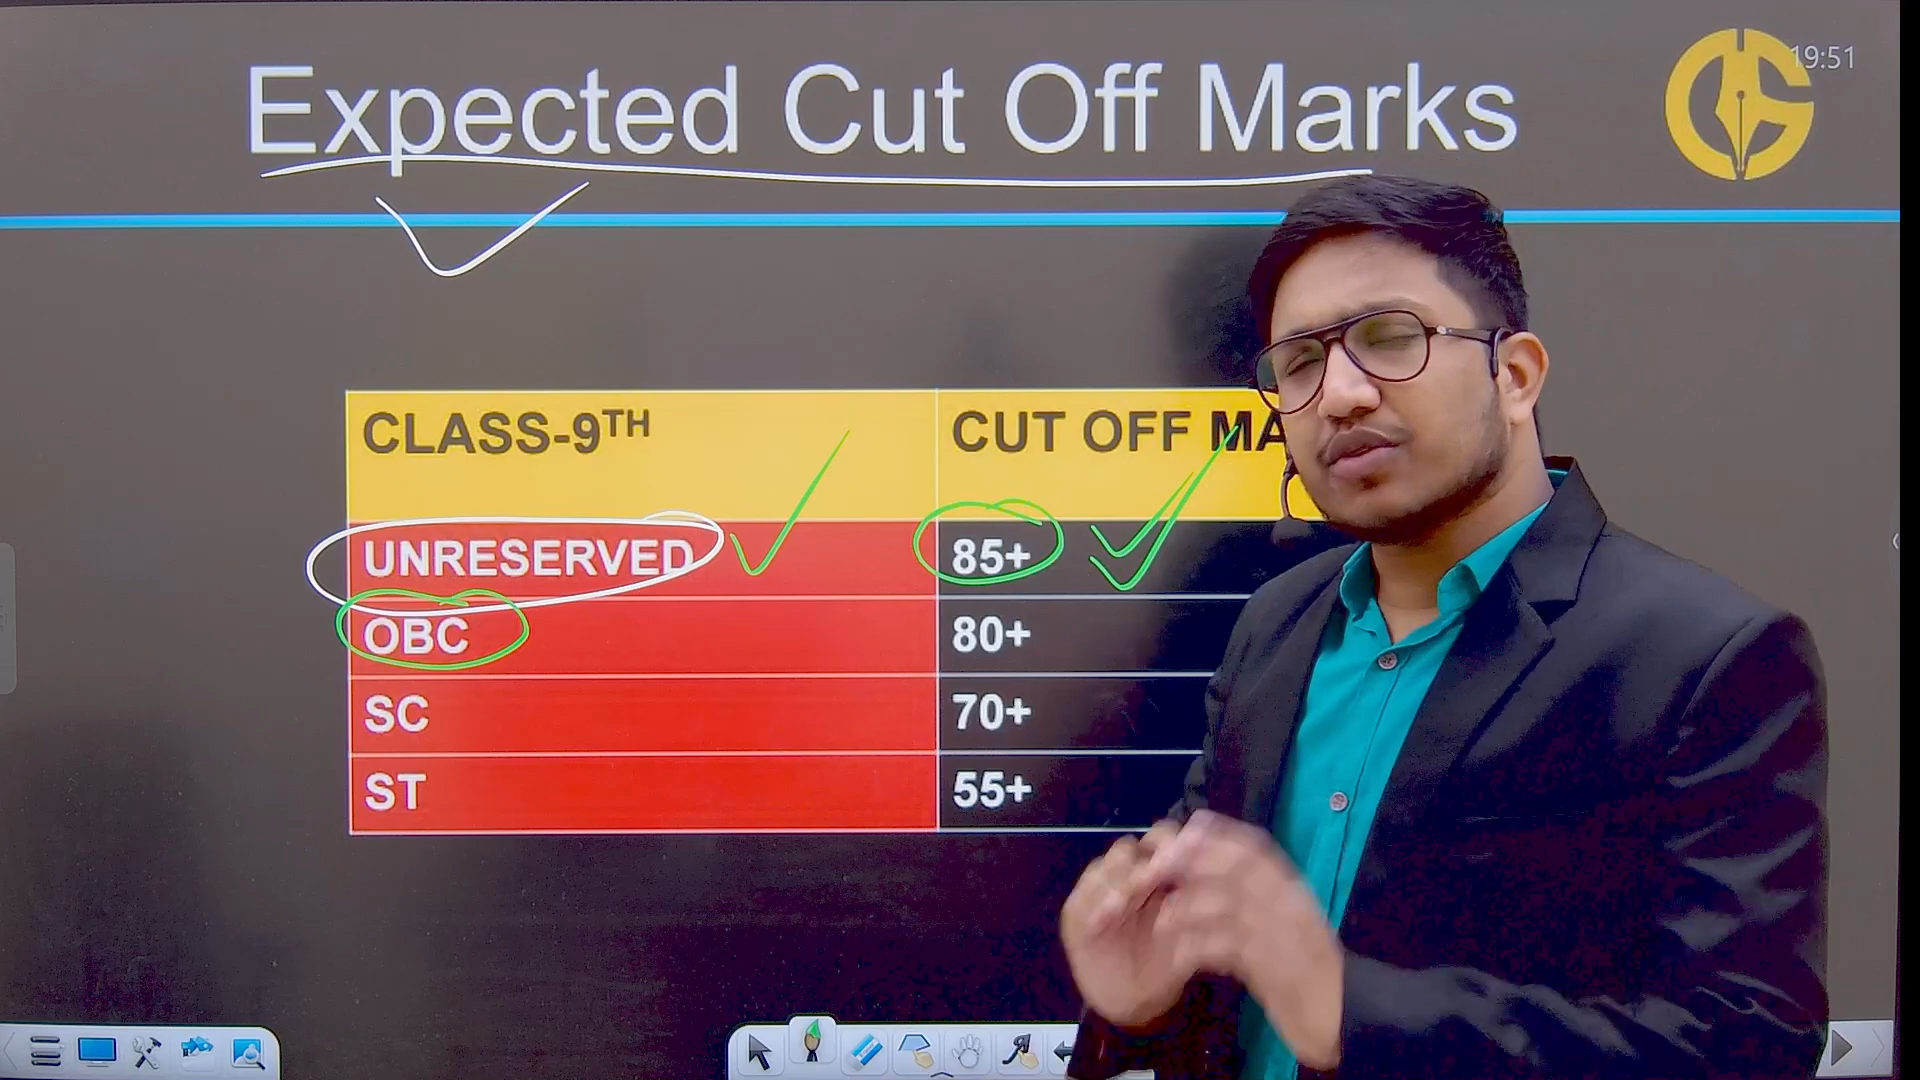 Expected Cut Off Marks
19:51
CLASS-9TH
CUT OFF MA
UNRESERVED
85+
OBC
80+
SC
70+
ST
55+